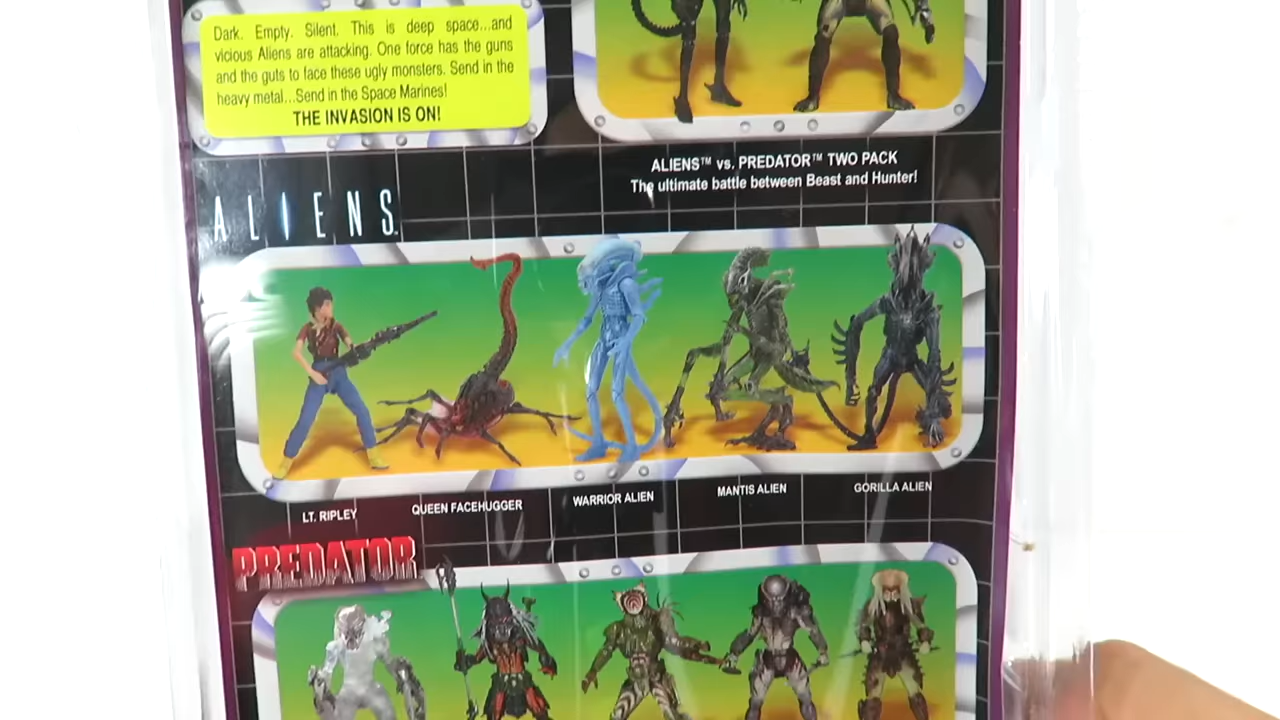 Dark. Empty. Silent. This is deep space...and
vicious Aliens are attacking. One force has the guns
and the guts to face these ugly monsters. Send in the
heavy metal...Send in the Space Marines!
THE INVASION IS ON!
ALIENS™ vs. PREDATOR™ TWO PACK
The ultimate battle between Beast and Hunter!
ALIENS™
LT. RIPLEY
QUEEN FACEHUGGER
WARRIOR ALIEN
MANTIS ALIEN
GORILLA ALIEN
PREDATOR